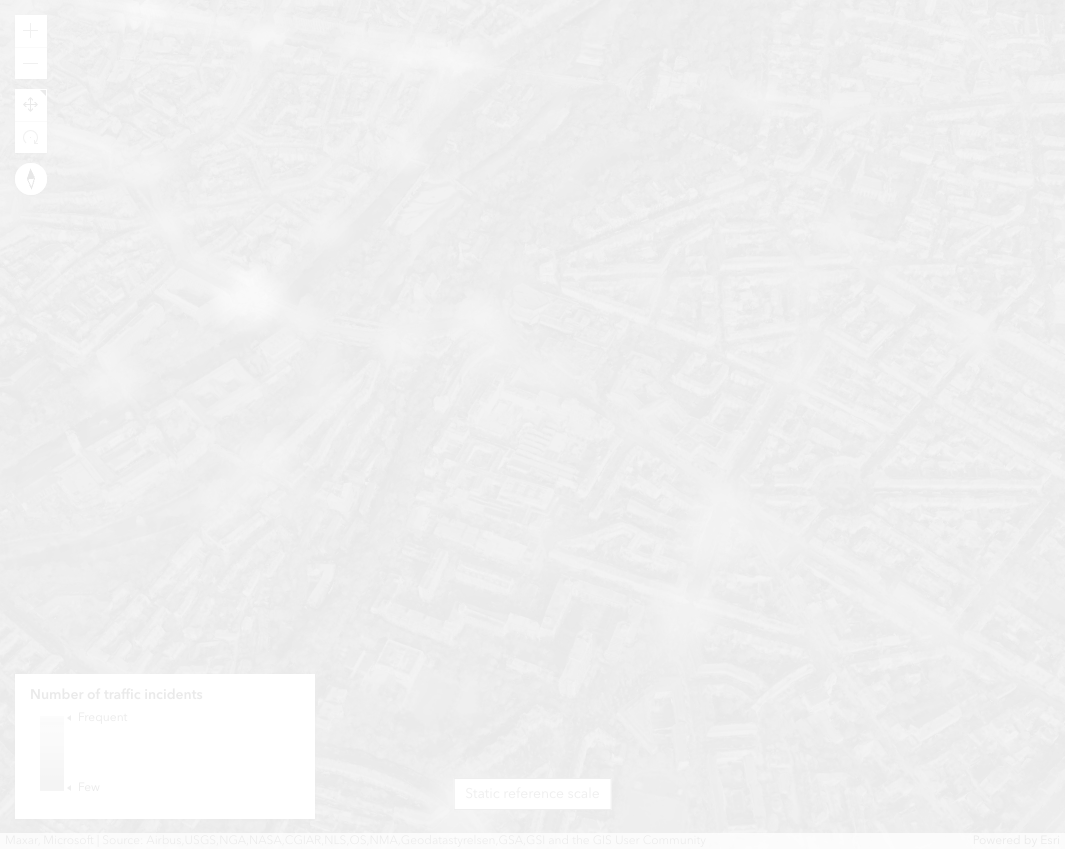 Number of traffic incidents
Frequent
Few
Static reference scale
Maxar, Microsoft | Source: Airbus,USGS,NGA,NASA,CGIAR,NLS,OS,NMA,Geodatastyrelsen,GSA,GSI and the GIS User Community
Powered by Esri